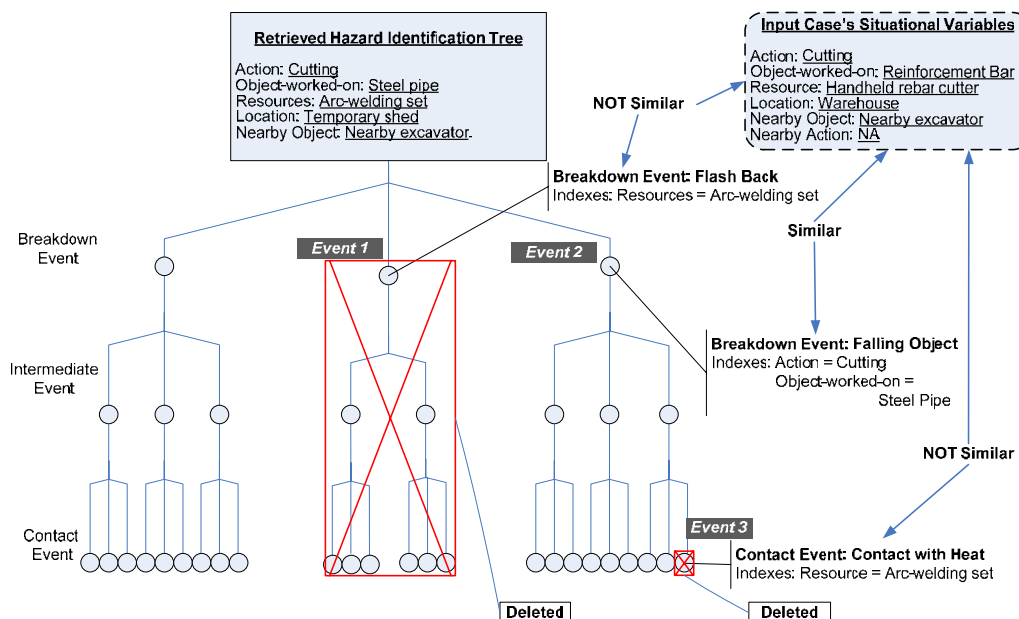 Retrieved Hazard Identification Tree
Action: Cutting
Object-worked-on: Steel pipe
Resources: Arc-welding set
Location: Temporary shed
Nearby Object: Nearby excavator.
Input Case's Situational Variables
Action: Cutting
Object-worked-on: Reinforcement Bar
Resource: Handheld rebar cutter
Location: Warehouse
Nearby Object: Nearby excavator
Nearby Action: NA
NOT Similar
Breakdown Event: Flash Back
Indexes: Resources = Arc-welding set
Similar
Breakdown
Event
Event 1
Event 2
Breakdown Event: Falling Object
Indexes: Action = Cutting
Object-worked-on =
Steel Pipe
Intermediate
Event
NOT Similar
Contact
Event
Event 3
Contact Event: Contact with Heat
Indexes: Resource = Arc-welding set
Deleted
Deleted